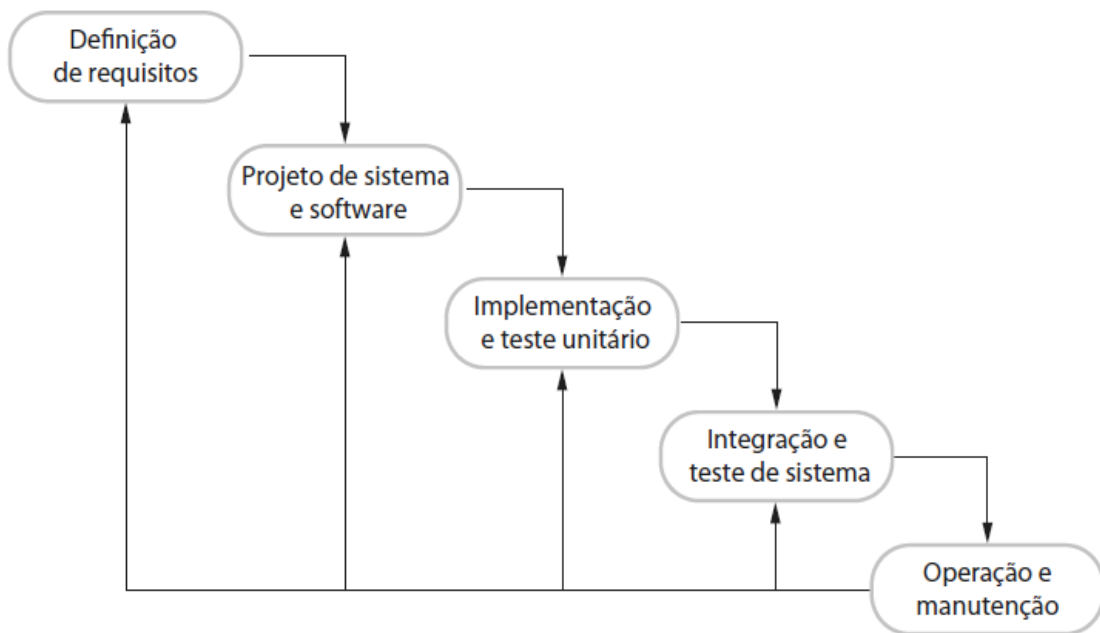 Definição
de requisitos
Projeto de sistema
e software
Implementação
e teste unitário
Integração e
teste de sistema
Operação e
manutenção